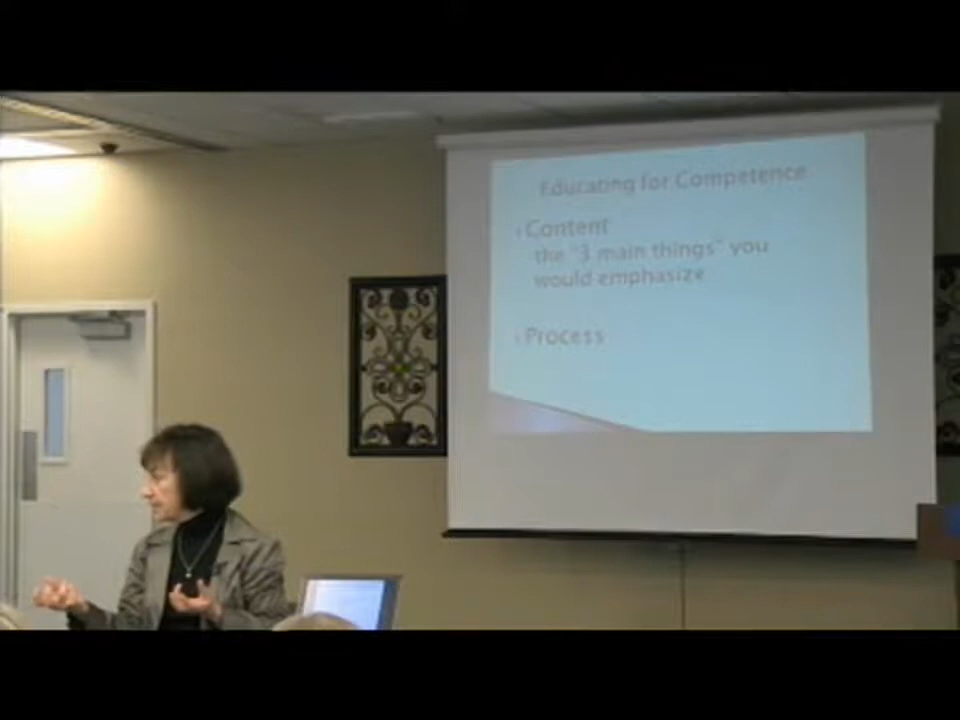 Educating for Competence
Content
the "3 main things" you
would emphasize
Process